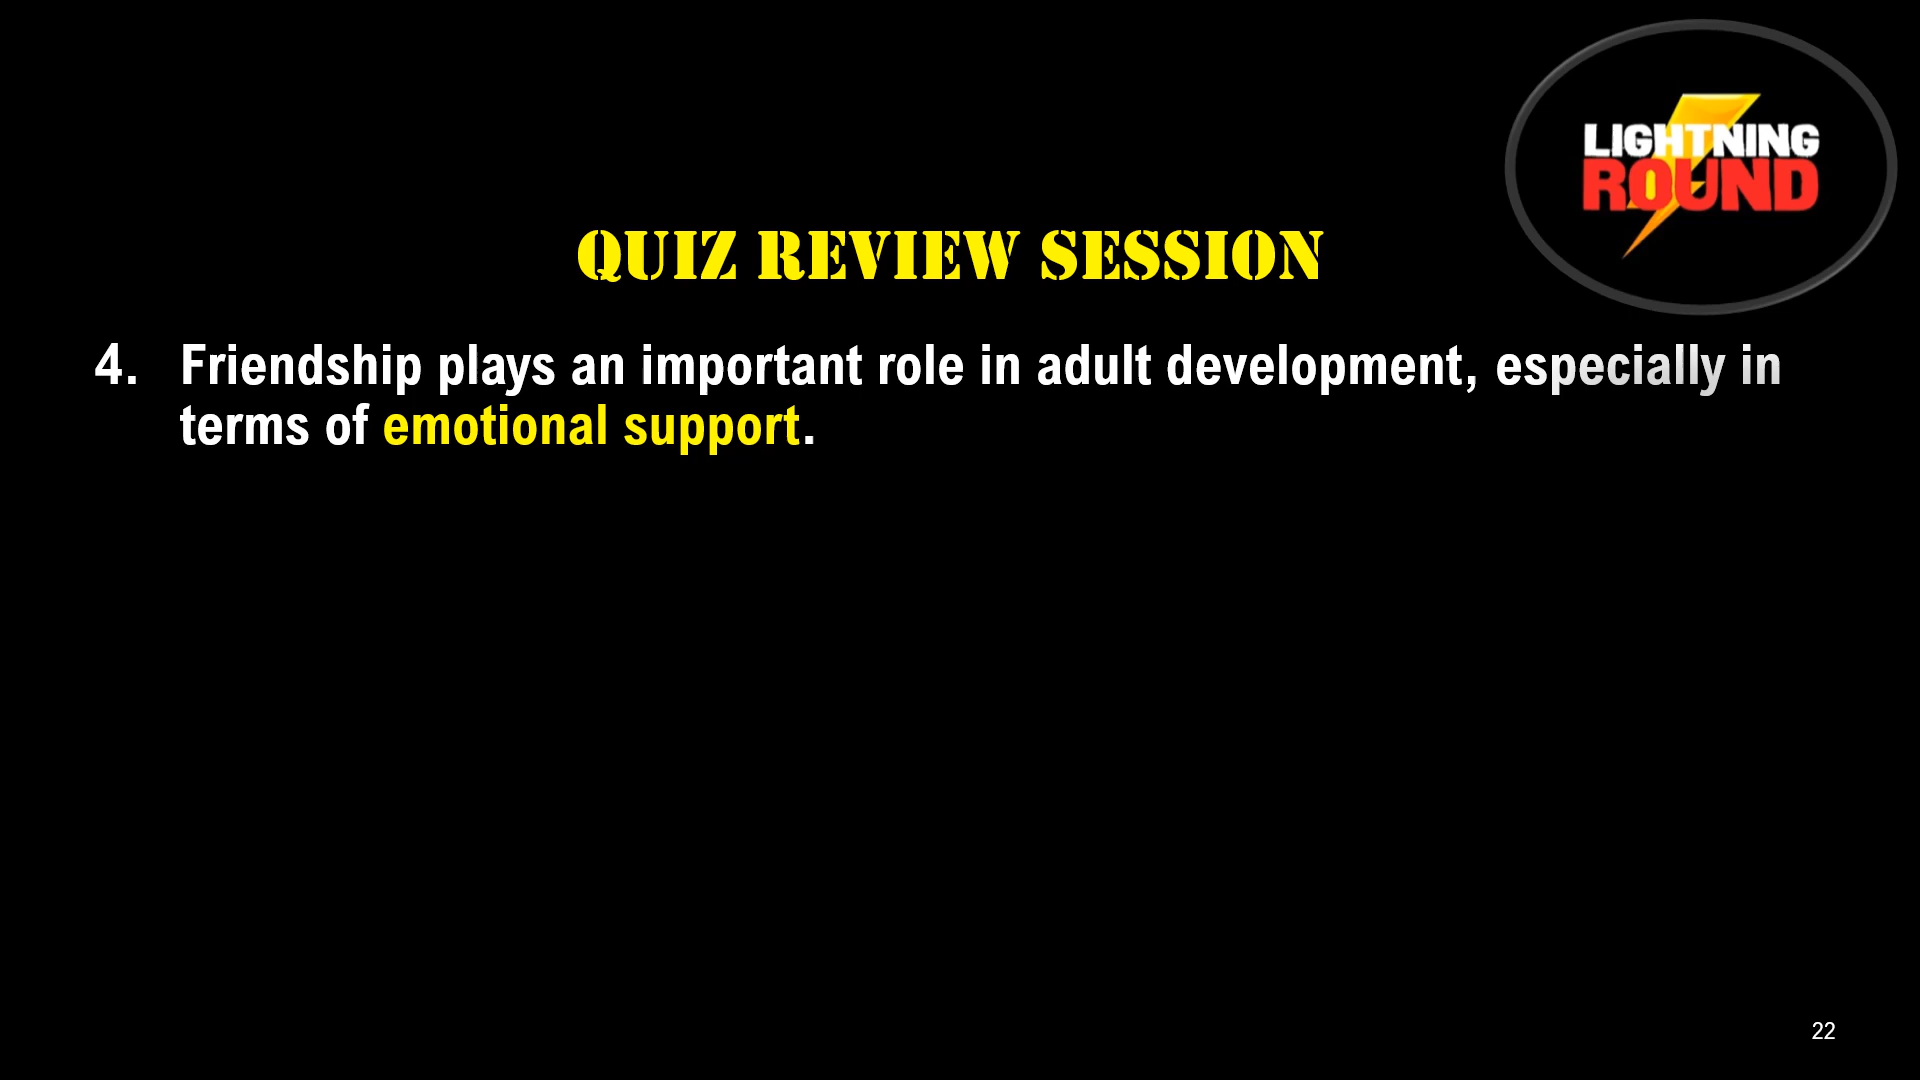 LIGHTNING
ROUND
QUIZ REVIEW SESSION
4. Friendship plays an important role in adult development, especially in
terms of emotional support.
22